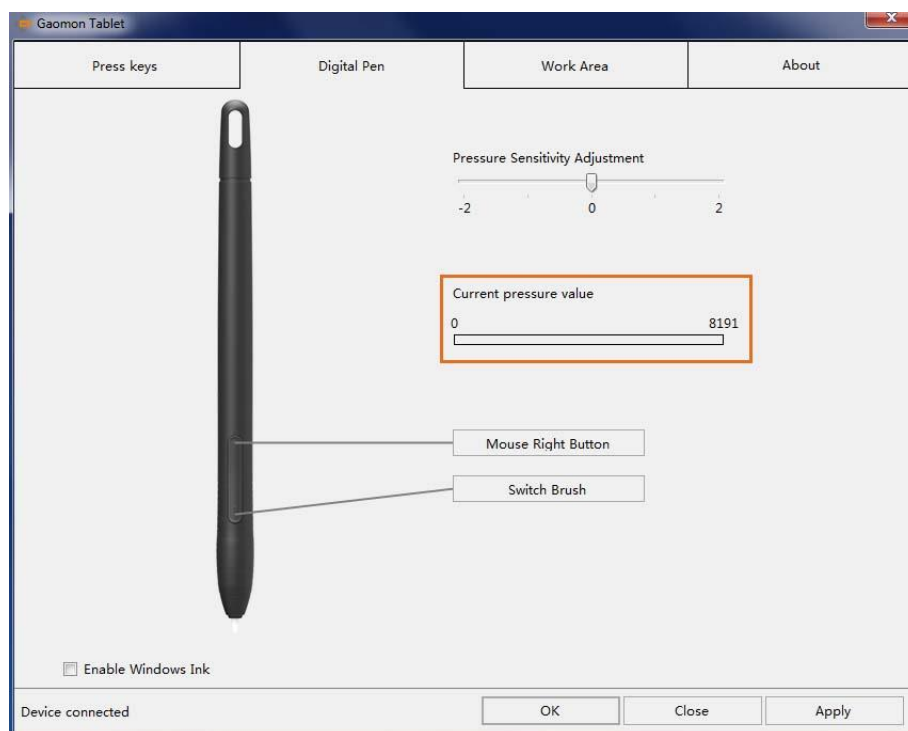 Gaomon Tablet
x
Press keys
Digital Pen
Work Area
About
Pressure Sensitivity Adjustment
-2 0 2
Current pressure value
0 8191
Mouse Right Button
Switch Brush
Enable Windows Ink
Device connected
OK
Close
Apply